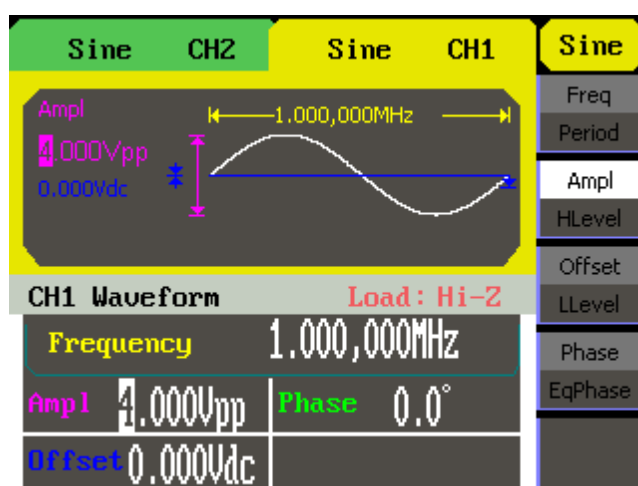 Sine CH2 Sine CH1 Sine
Ampl
1.000,000MHz
4.000Vpp
0.000Vdc
Freq
Period
Ampl
HLevel
Offset
LLevel
Phase
EqPhase
CH1 Waveform Load: Hi-Z
Frequency 1.000,000MHz
Ampl 4.000Vpp Phase 0.0°
Offset 0.000Vdc